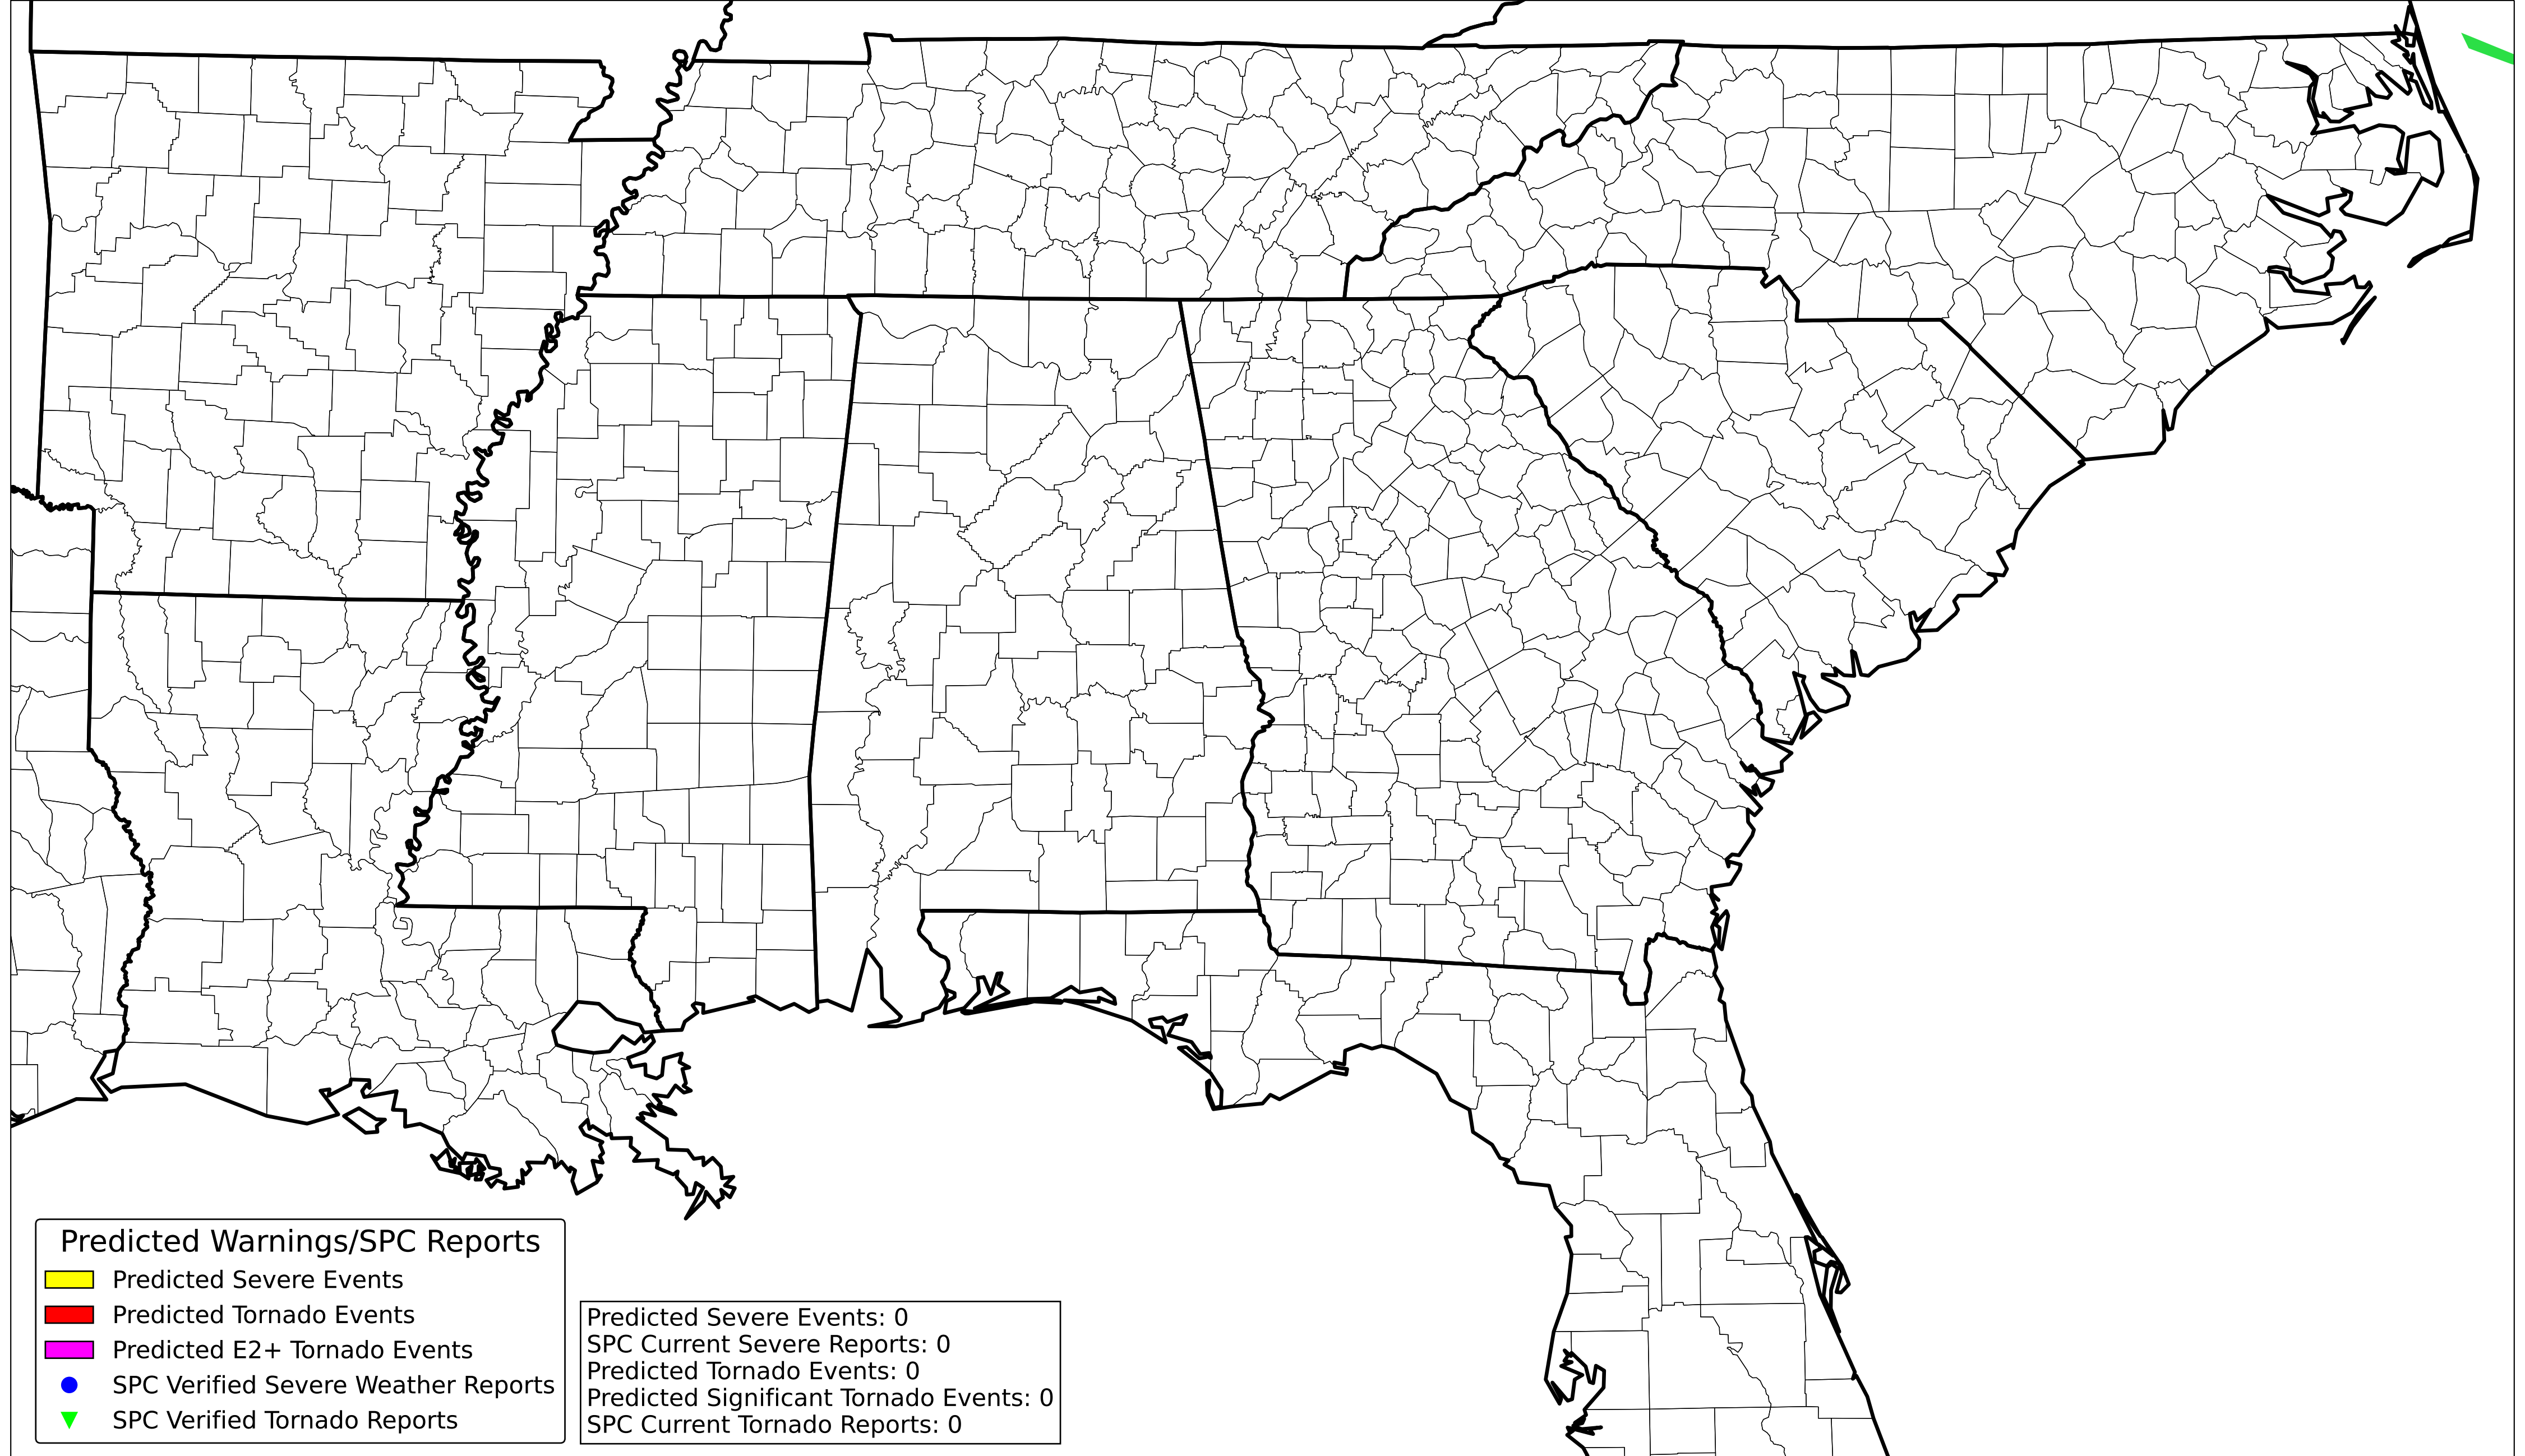 Predicted Warnings/SPC Reports
Predicted Severe Events
Predicted Tornado Events
Predicted E2+ Tornado Events
SPC Verified Severe Weather Reports
SPC Verified Tornado Reports
Predicted Severe Events: 0
SPC Current Severe Reports: 0
Predicted Tornado Events: 0
Predicted Significant Tornado Events: 0
SPC Current Tornado Reports: 0